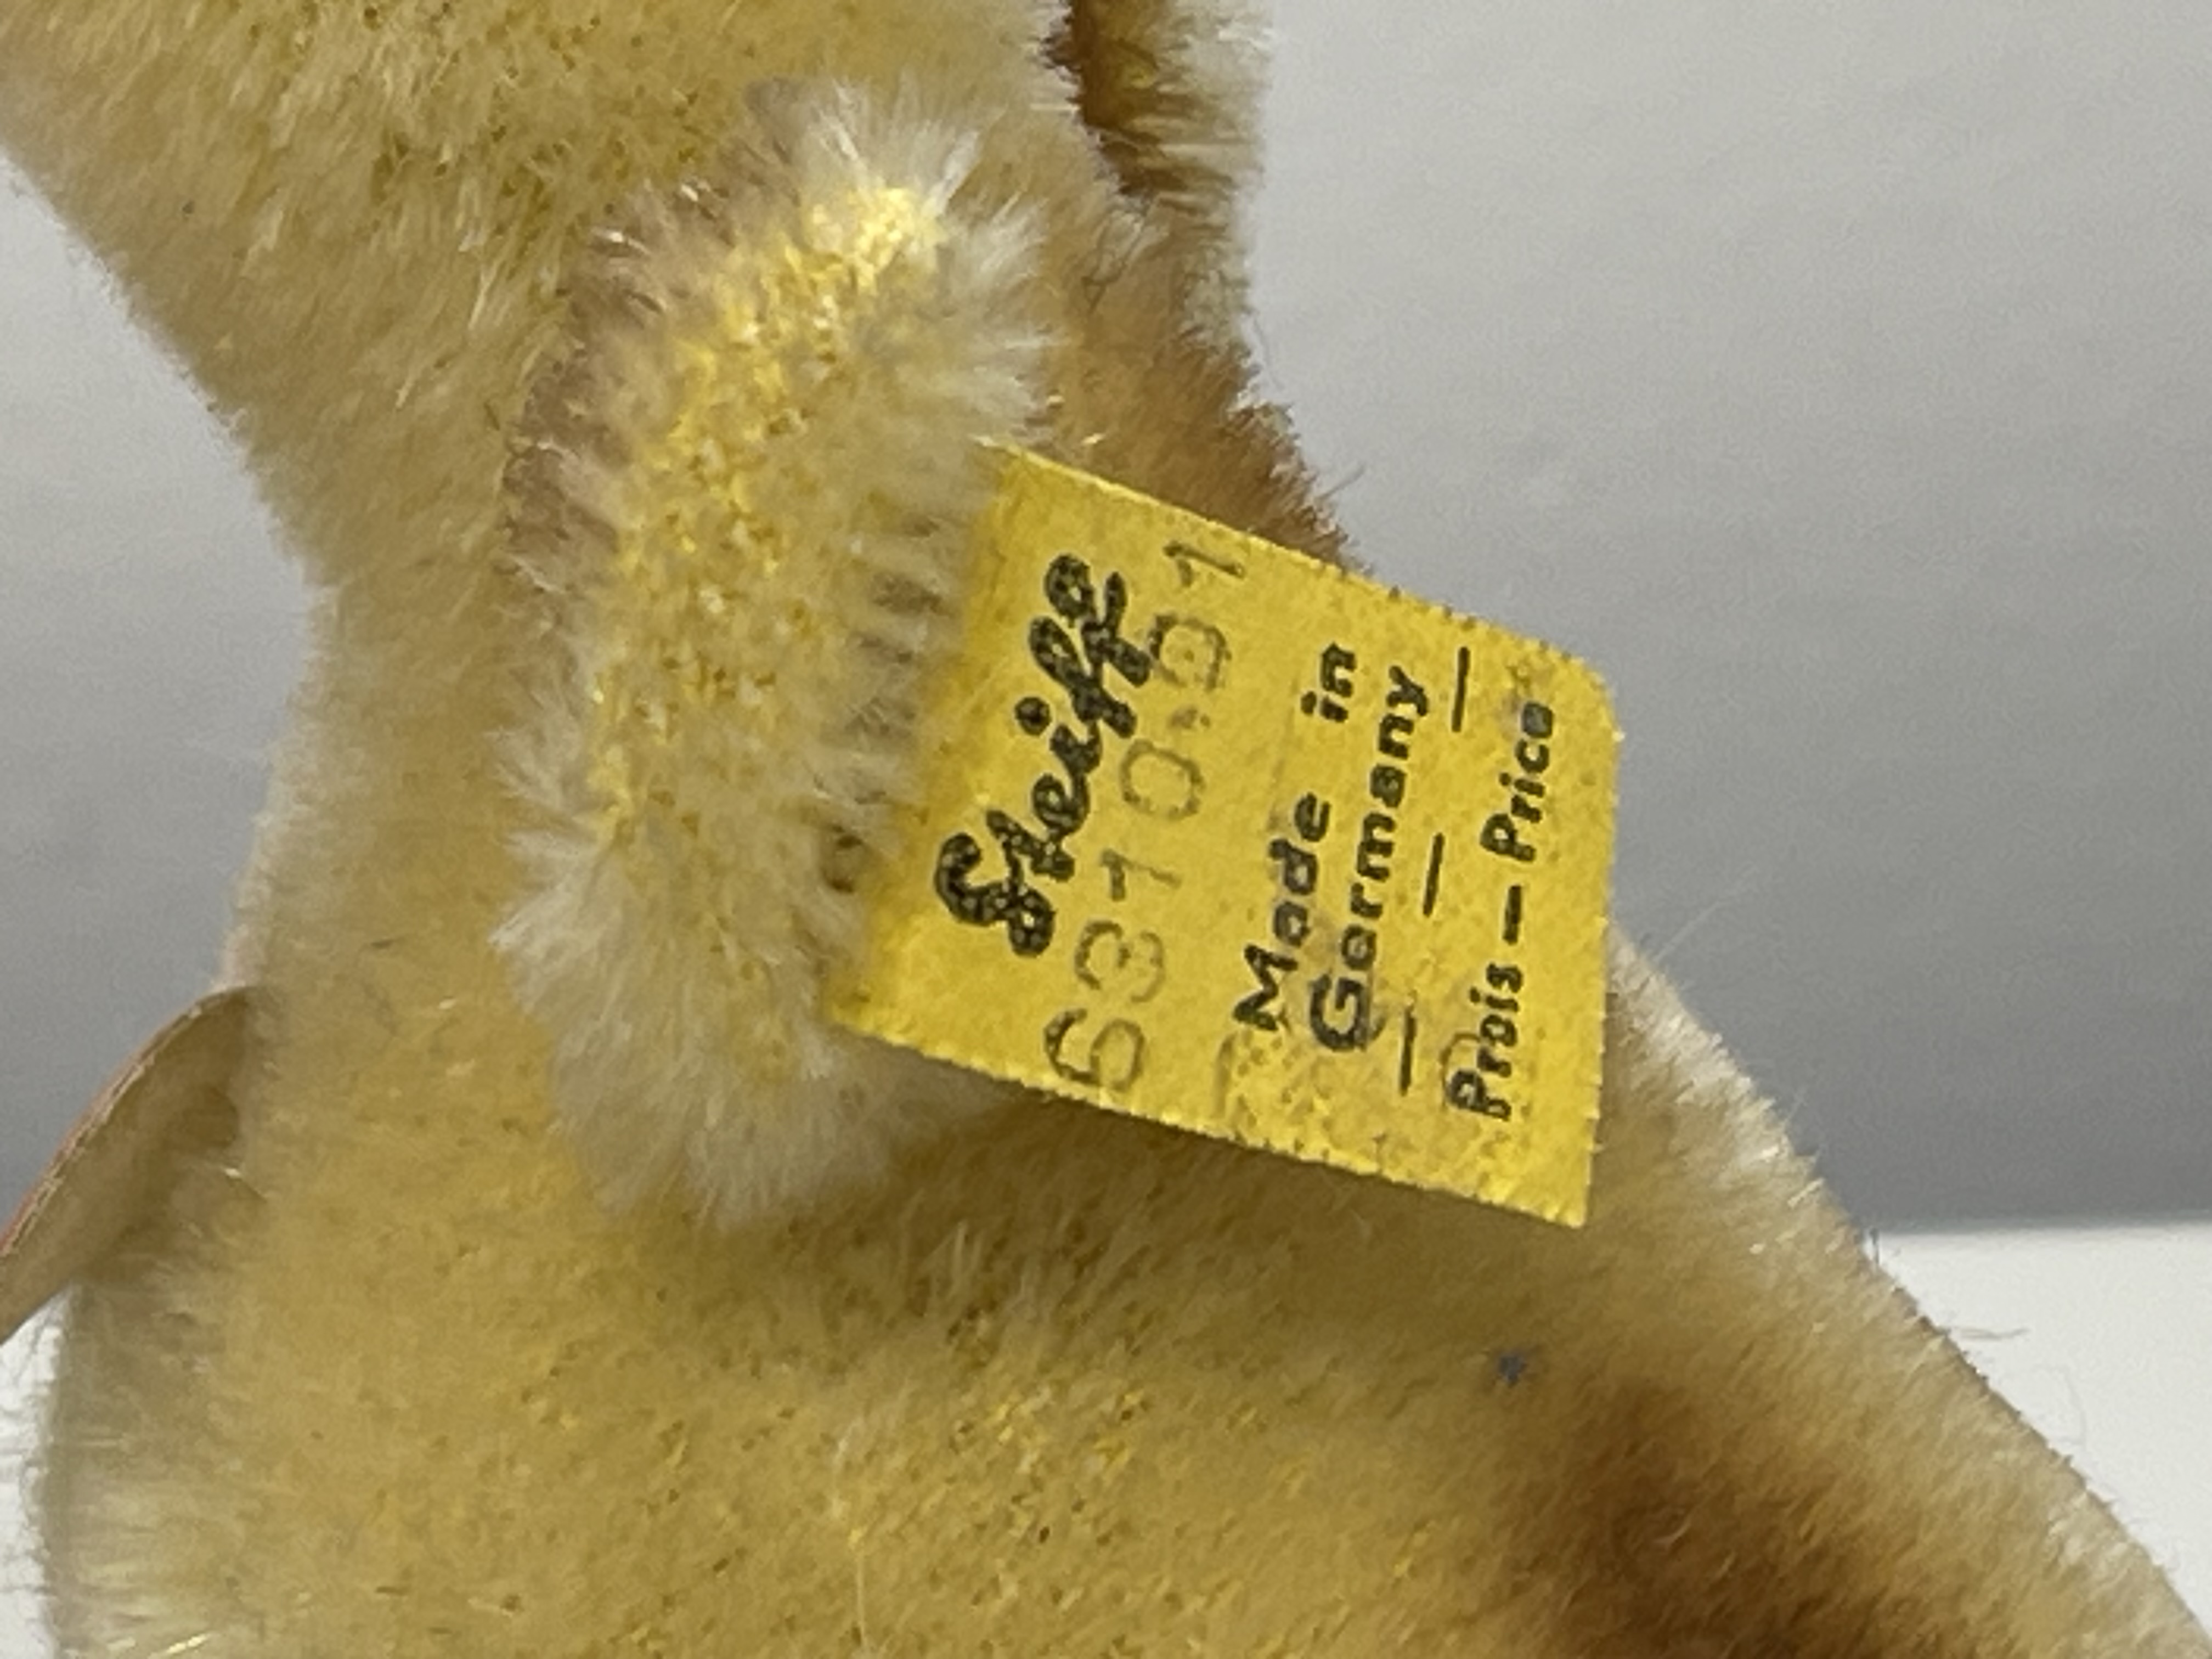 Steiff
6310,01
Made in
Germany
— — —
Preis — Price